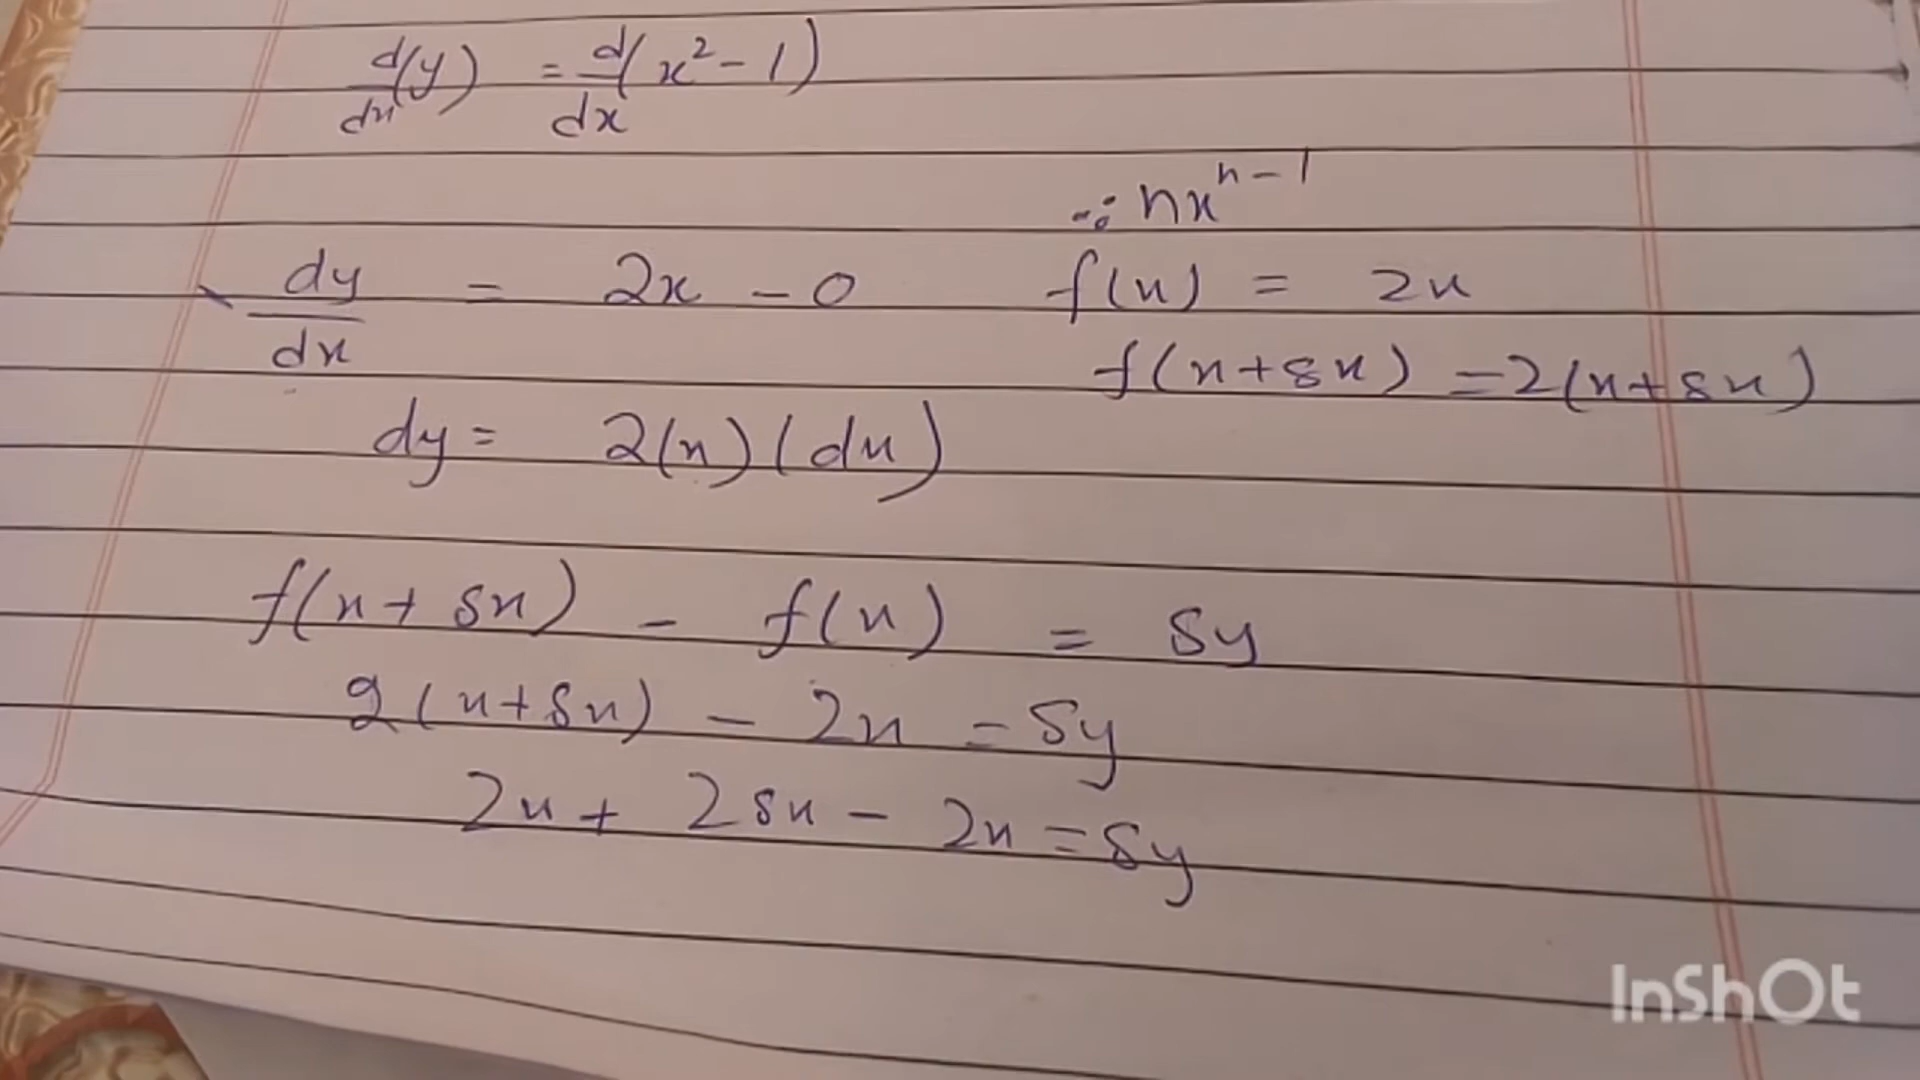 d/dx (y) = d/dx (x² - 1)
∵ nxⁿ⁻¹
dy/dx = 2x - 0
f(x) = 2x
f(x+δx) = 2(x+δx)
dy = 2(x)(dx)
f(x+δx) - f(x) = δy
2(x+δx) - 2x = δy
2x + 2δx - 2x = δy
InShOt